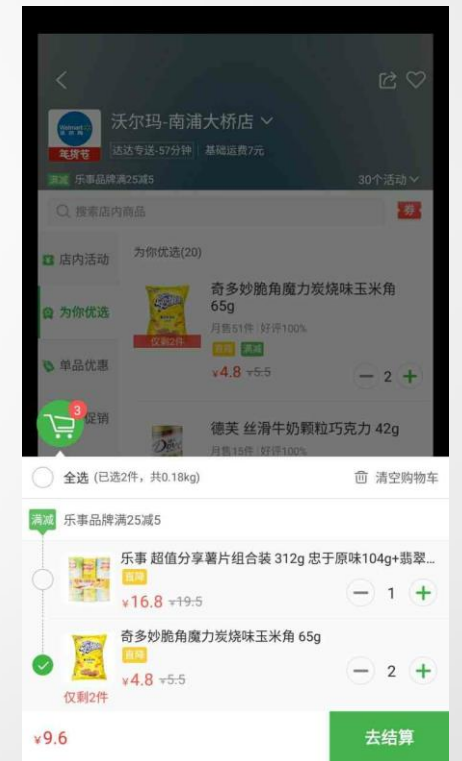 沃尔玛-南浦大桥店
Walmart
沃尔玛
年货节
达达专送-57分钟 基础运费7元
满减 乐事品牌满25减5
30个活动
搜索店内商品
券
店内活动
为你优选(20)
为你优选
单品优惠
促销
仅剩2件
奇多妙脆角魔力炭烧味玉米角
65g
月售51件 好评100%
直降 满减
¥4.8 ¥5.5
2
德芙 丝滑牛奶颗粒巧克力 42g
月售15件 好评100%
3
全选 (已选2件,共0.18kg)
清空购物车
满减 乐事品牌满25减5
乐事 超值分享薯片组合装 312g 忠于原味104g+翡翠...
直降
¥16.8 ¥19.5
1
奇多妙脆角魔力炭烧味玉米角 65g
直降
¥4.8 ¥5.5
2
仅剩2件
¥9.6
去结算